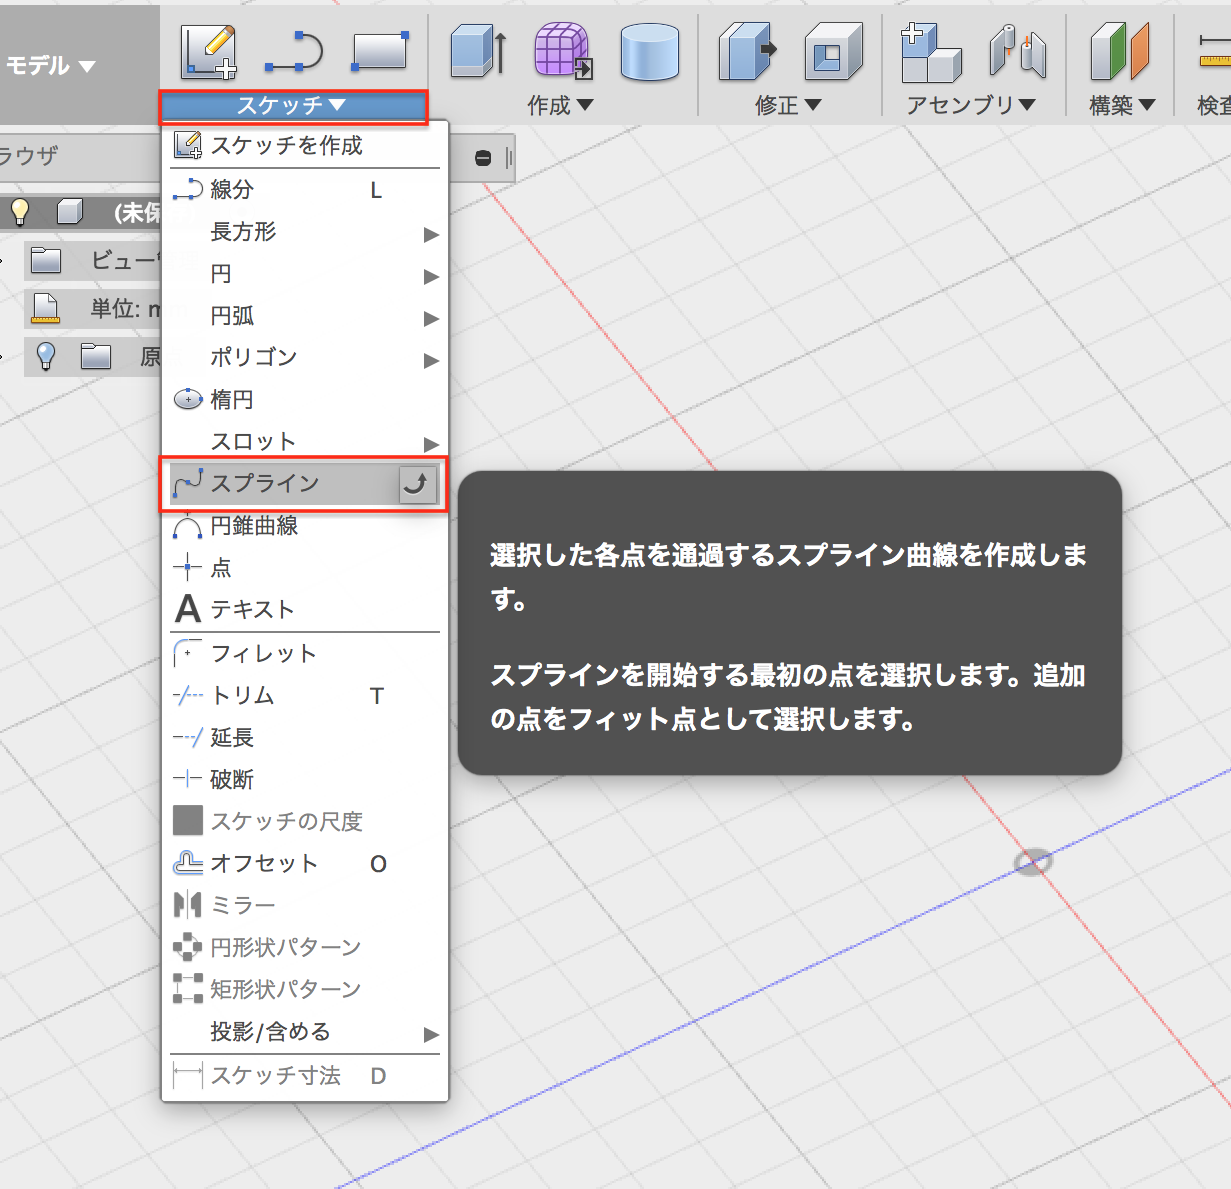 モデル
スケッチ
作成
修正
アセンブリ
構築
検査
ラウザ
スケッチを作成
線分 L
(未保
長方形
ビュー
円
単位: m
円弧
原
ポリゴン
楕円
スロット
スプライン
円錐曲線
点
テキスト
選択した各点を通過するスプライン曲線を作成しま
す。
スプラインを開始する最初の点を選択します。追加
の点をフィット点として選択します。
フィレット
トリム T
延長
破断
スケッチの尺度
オフセット O
ミラー
円形状パターン
矩形状パターン
投影/含める
スケッチ寸法 D